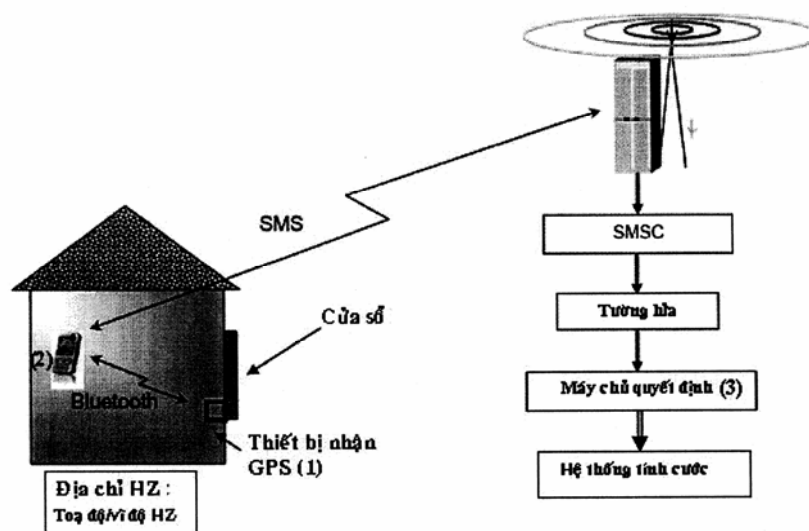 SMS
SMSC
Tường lửa
Cửa sổ
(2)
Máy chủ quyết định (3)
Bluetooth
Thiết bị nhận
GPS (1)
Hệ thống tính cước
Địa chỉ HZ :
Toạ độ/vĩ độ HZ